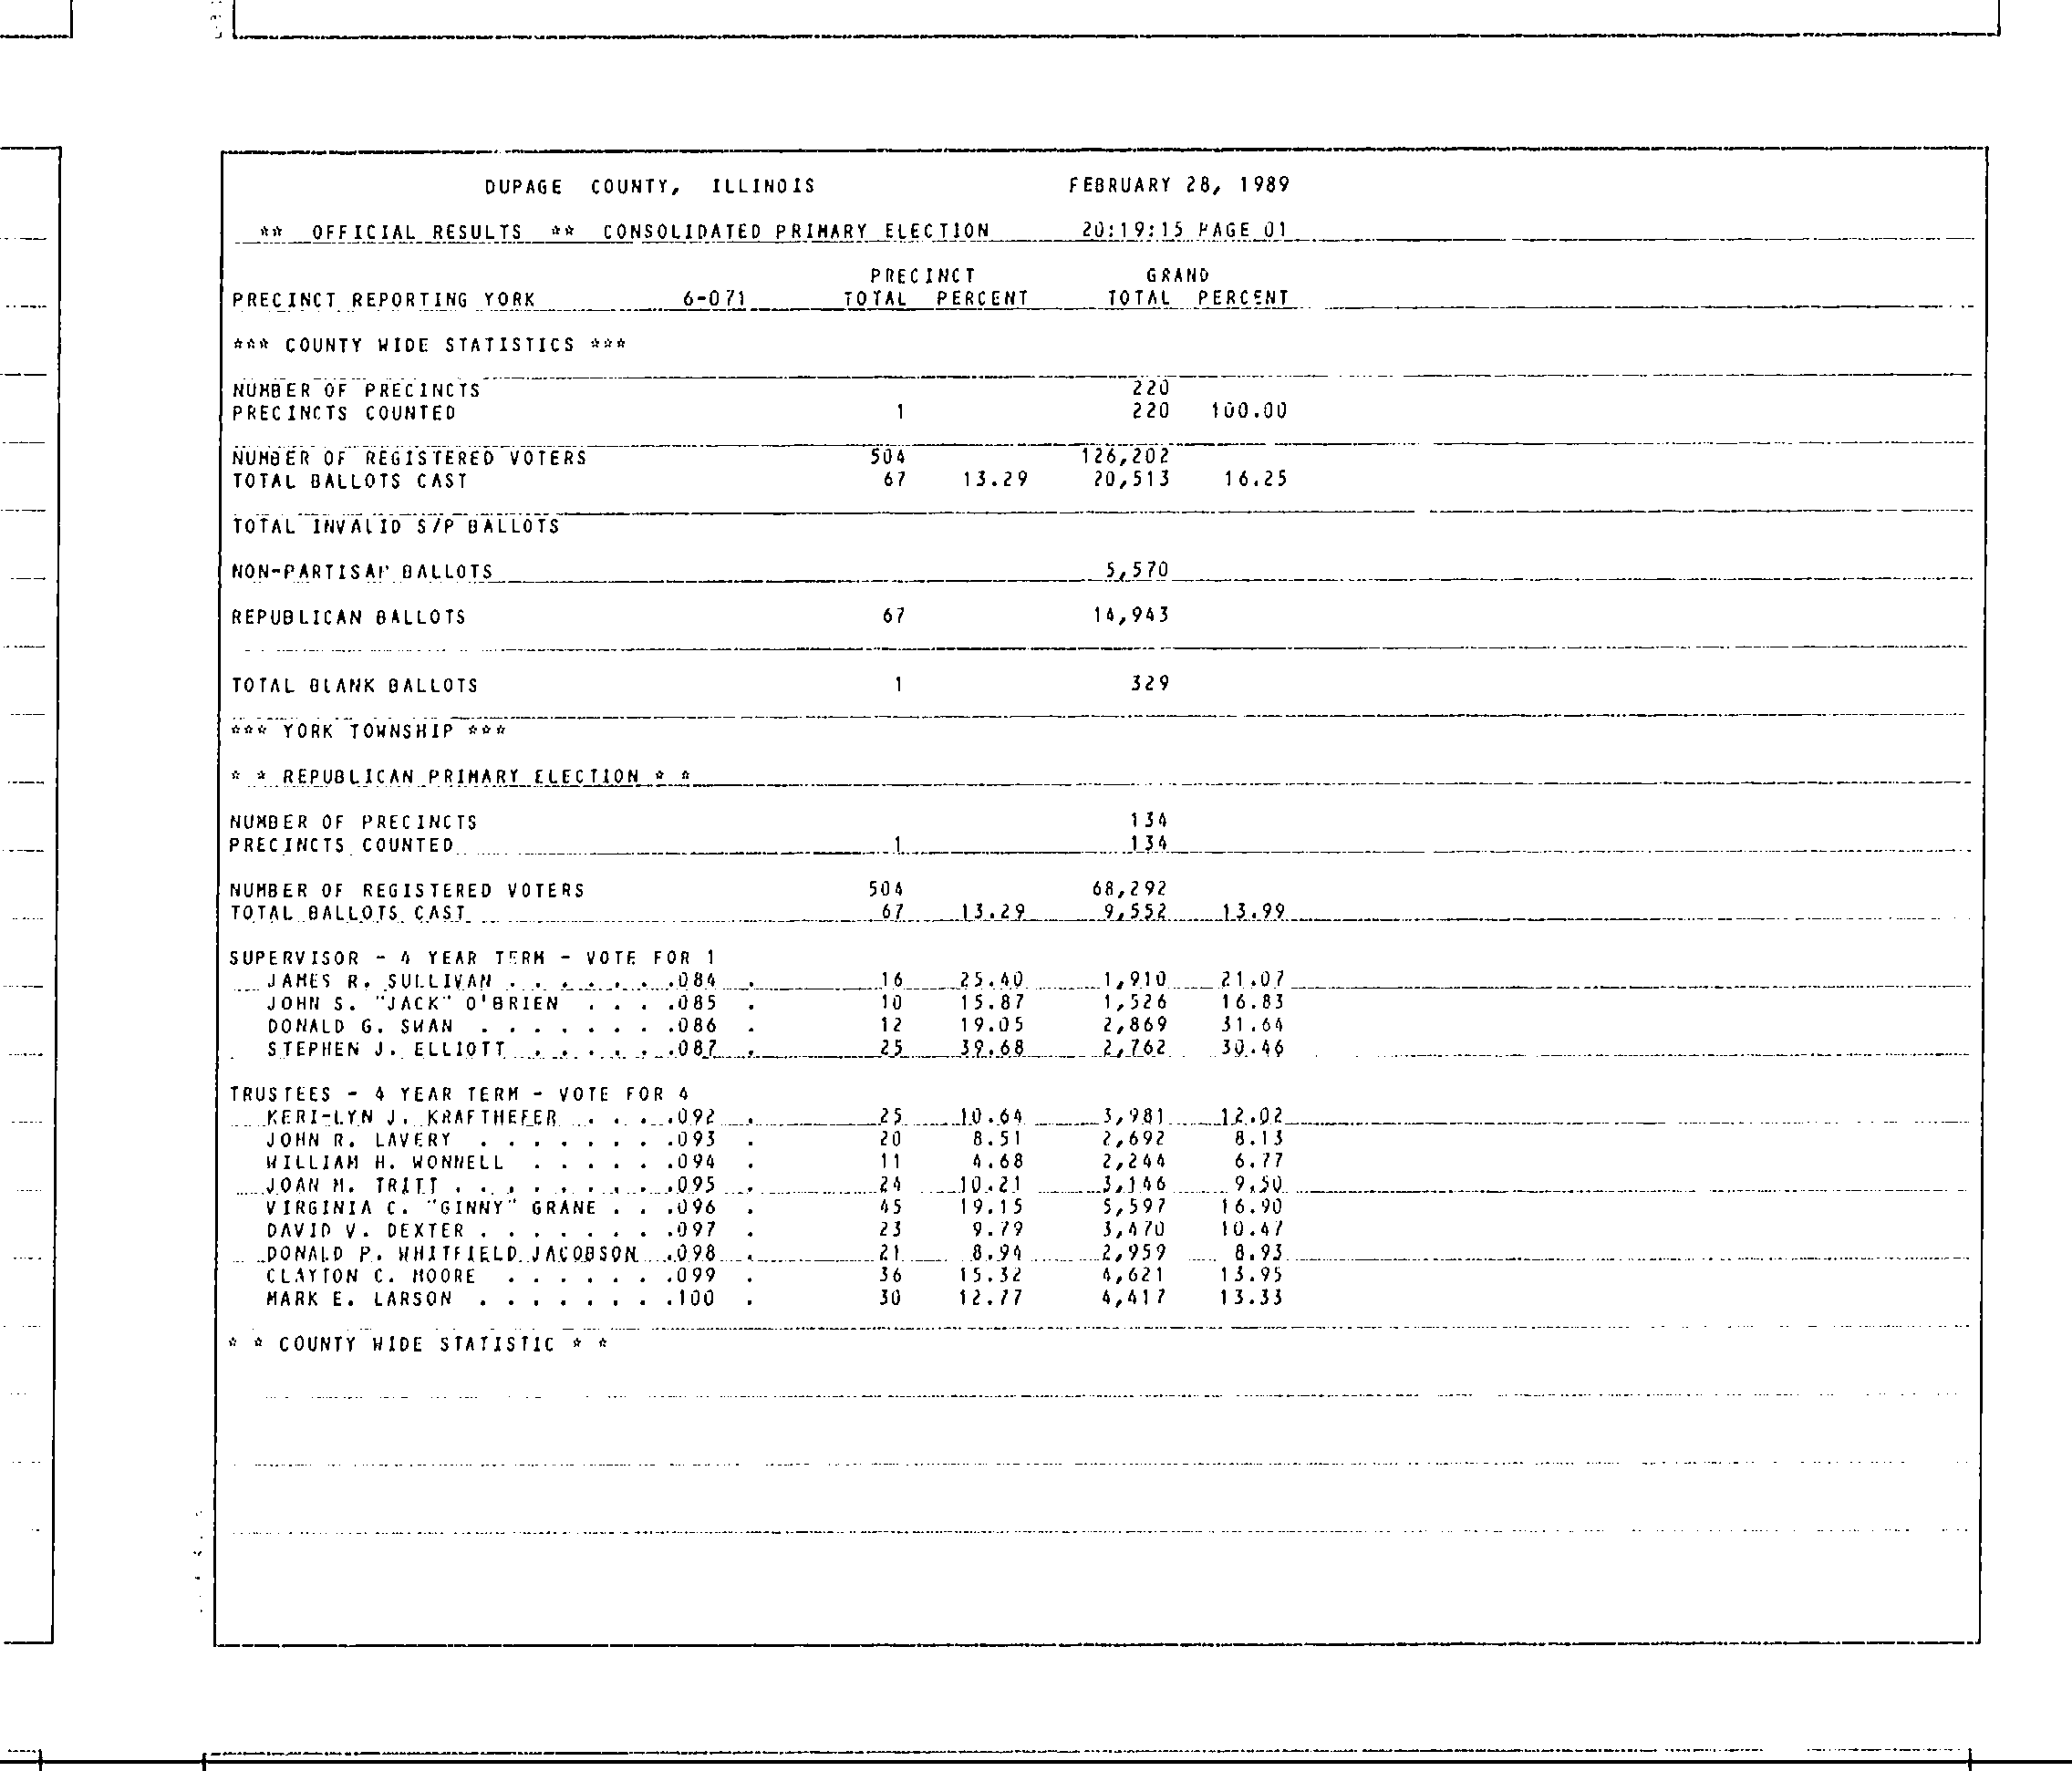 DUPAGE COUNTY, ILLINOIS FEBRUARY 28, 1989
** OFFICIAL RESULTS ** CONSOLIDATED PRIMARY ELECTION 20:19:15 PAGE 01
PRECINCT GRAND
PRECINCT REPORTING YORK 6-071 TOTAL PERCENT TOTAL PERCENT
*** COUNTY WIDE STATISTICS ***
NUMBER OF PRECINCTS 220
PRECINCTS COUNTED 1 220 100.00
NUMBER OF REGISTERED VOTERS 504 126,202
TOTAL BALLOTS CAST 67 13.29 20,513 16.25
TOTAL INVALID S/P BALLOTS
NON-PARTISAN BALLOTS 5,570
REPUBLICAN BALLOTS 67 14,943
TOTAL BLANK BALLOTS 1 329
*** YORK TOWNSHIP ***
* * REPUBLICAN PRIMARY ELECTION * *
NUMBER OF PRECINCTS 134
PRECINCTS COUNTED 1 134
NUMBER OF REGISTERED VOTERS 504 68,292
TOTAL BALLOTS CAST 67 13.29 9,552 13.99
SUPERVISOR - 4 YEAR TERM - VOTE FOR 1
JAMES R. SULLIVAN . . . . . . .084 . 16 25.40 1,910 21.07
JOHN S. "JACK" O'BRIEN . . . .085 . 10 15.87 1,526 16.83
DONALD G. SWAN . . . . . . . .086 . 12 19.05 2,869 31.64
STEPHEN J. ELLIOTT . . . . . .087 . 25 39.68 2,762 30.46
TRUSTEES - 4 YEAR TERM - VOTE FOR 4
KERI-LYN J. KRAFTHEFER . . . .092 . 25 10.64 3,981 12.02
JOHN R. LAVERY . . . . . . . .093 . 20 8.51 2,692 8.13
WILLIAM H. WONNELL . . . . . .094 . 11 4.68 2,244 6.77
JOAN M. TRITT . . . . . . . . .095 . 24 10.21 3,146 9.50
VIRGINIA C. "GINNY" GRANE . . .096 . 45 19.15 5,597 16.90
DAVID V. DEXTER . . . . . . . .097 . 23 9.79 3,470 10.47
DONALD P. WHITFIELD JACOBSON .098 . 21 8.94 2,959 8.93
CLAYTON C. MOORE . . . . . . .099 . 36 15.32 4,621 13.95
MARK E. LARSON . . . . . . . .100 . 30 12.77 4,417 13.33
* * COUNTY WIDE STATISTIC * *